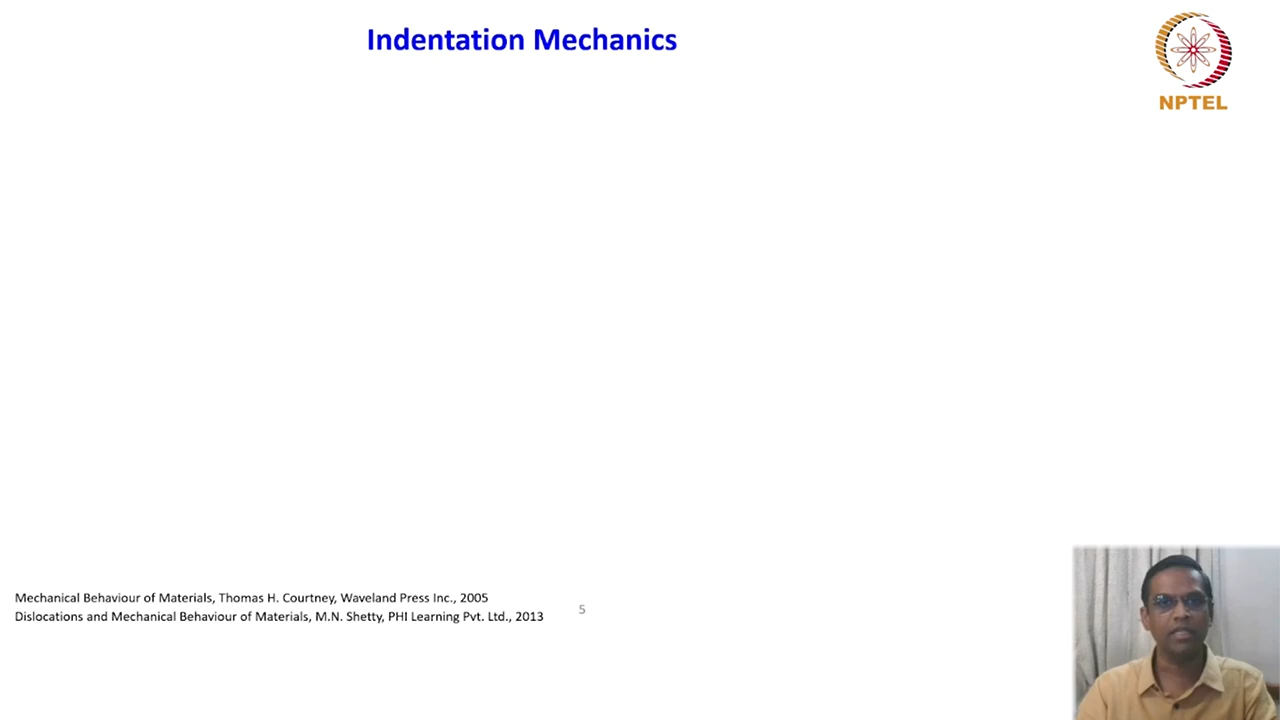 Indentation Mechanics
NPTEL
Mechanical Behaviour of Materials, Thomas H. Courtney, Waveland Press Inc., 2005
Dislocations and Mechanical Behaviour of Materials, M.N. Shetty, PHI Learning Pvt. Ltd., 2013
5